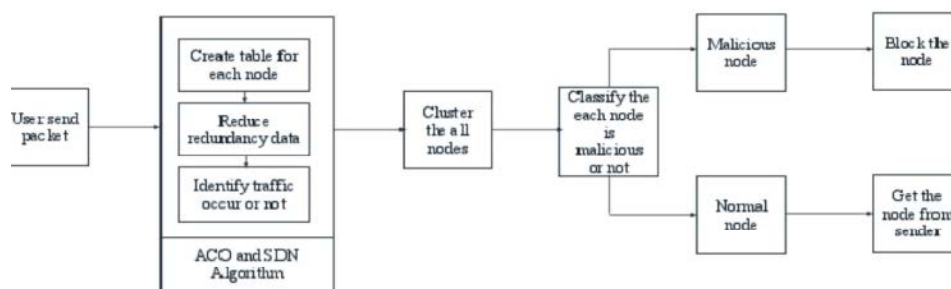 User send
packet
Create table for
each node
Reduce
redundancy data
Identify traffic
occur or not
ACO and SDN
Algorithm
Cluster
the all
nodes
Classify the
each node
is
malicious
or not
Malicious
node
Block the
node
Normal
node
Get the
node from
sender